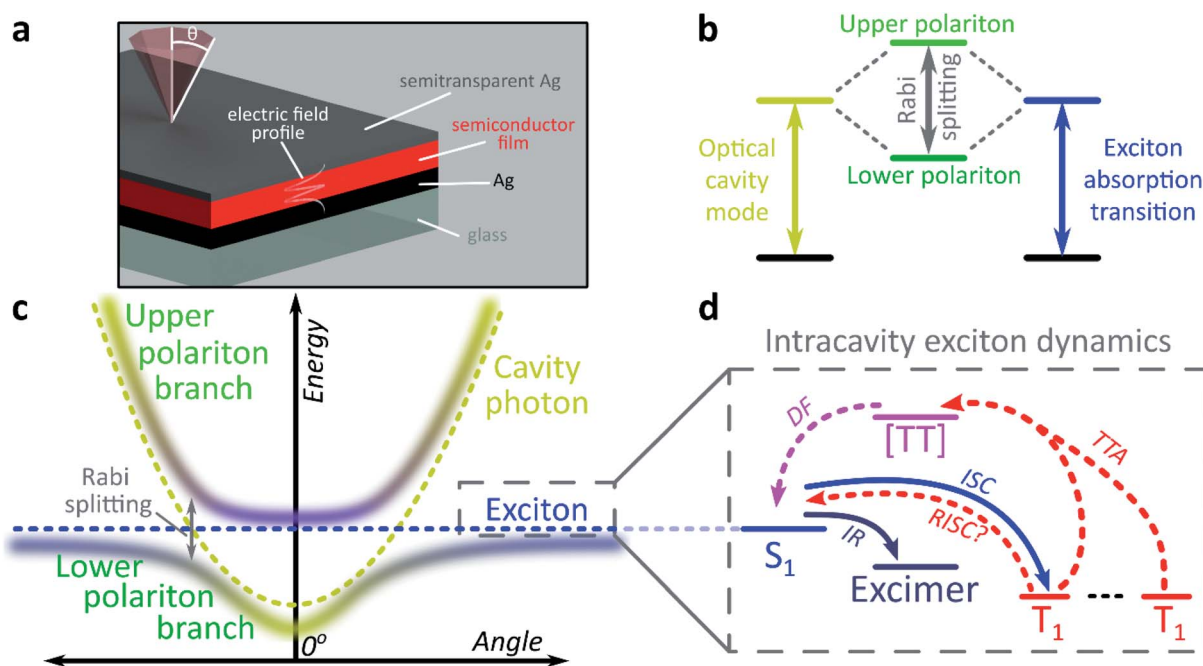 a
θ
semitransparent Ag
electric field
profile
semiconductor
film
Ag
glass
b
Upper polariton
Rabi
splitting
Lower polariton
Optical
cavity
mode
Exciton
absorption
transition
c
Upper
polariton
branch
Energy
Cavity
photon
Rabi
splitting
Exciton
Lower
polariton
branch
0°
Angle
d
Intracavity exciton dynamics
DF
[TT]
TTA
ISC
RISC?
IR
S₁
Excimer
T₁
T₁